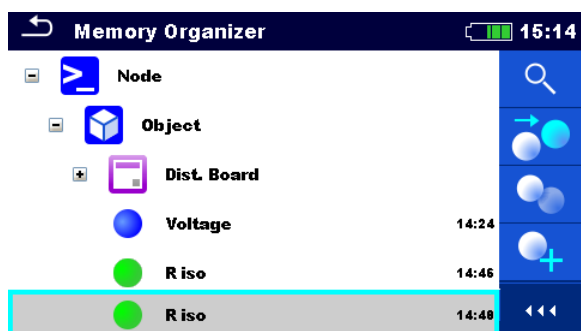 Memory Organizer 15:14
Node
Object
Dist. Board
Voltage 14:24
R iso 14:46
R iso 14:48